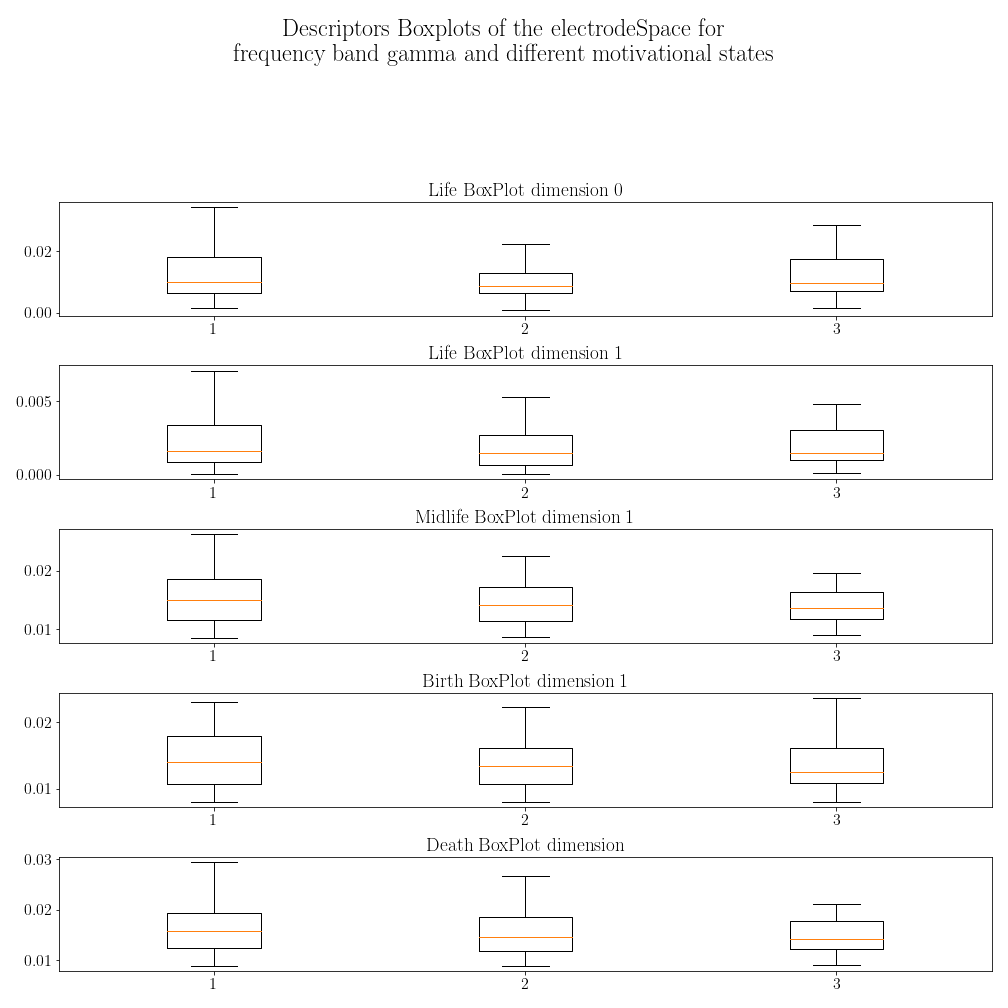 Descriptors Boxplots of the electrodeSpace for
frequency band gamma and different motivational states
Life BoxPlot dimension 0
0.02
0.00
1 2 3
Life BoxPlot dimension 1
0.005
0.000
1 2 3
Midlife BoxPlot dimension 1
0.02
0.01
1 2 3
Birth BoxPlot dimension 1
0.02
0.01
1 2 3
Death BoxPlot dimension
0.03
0.02
0.01
1 2 3